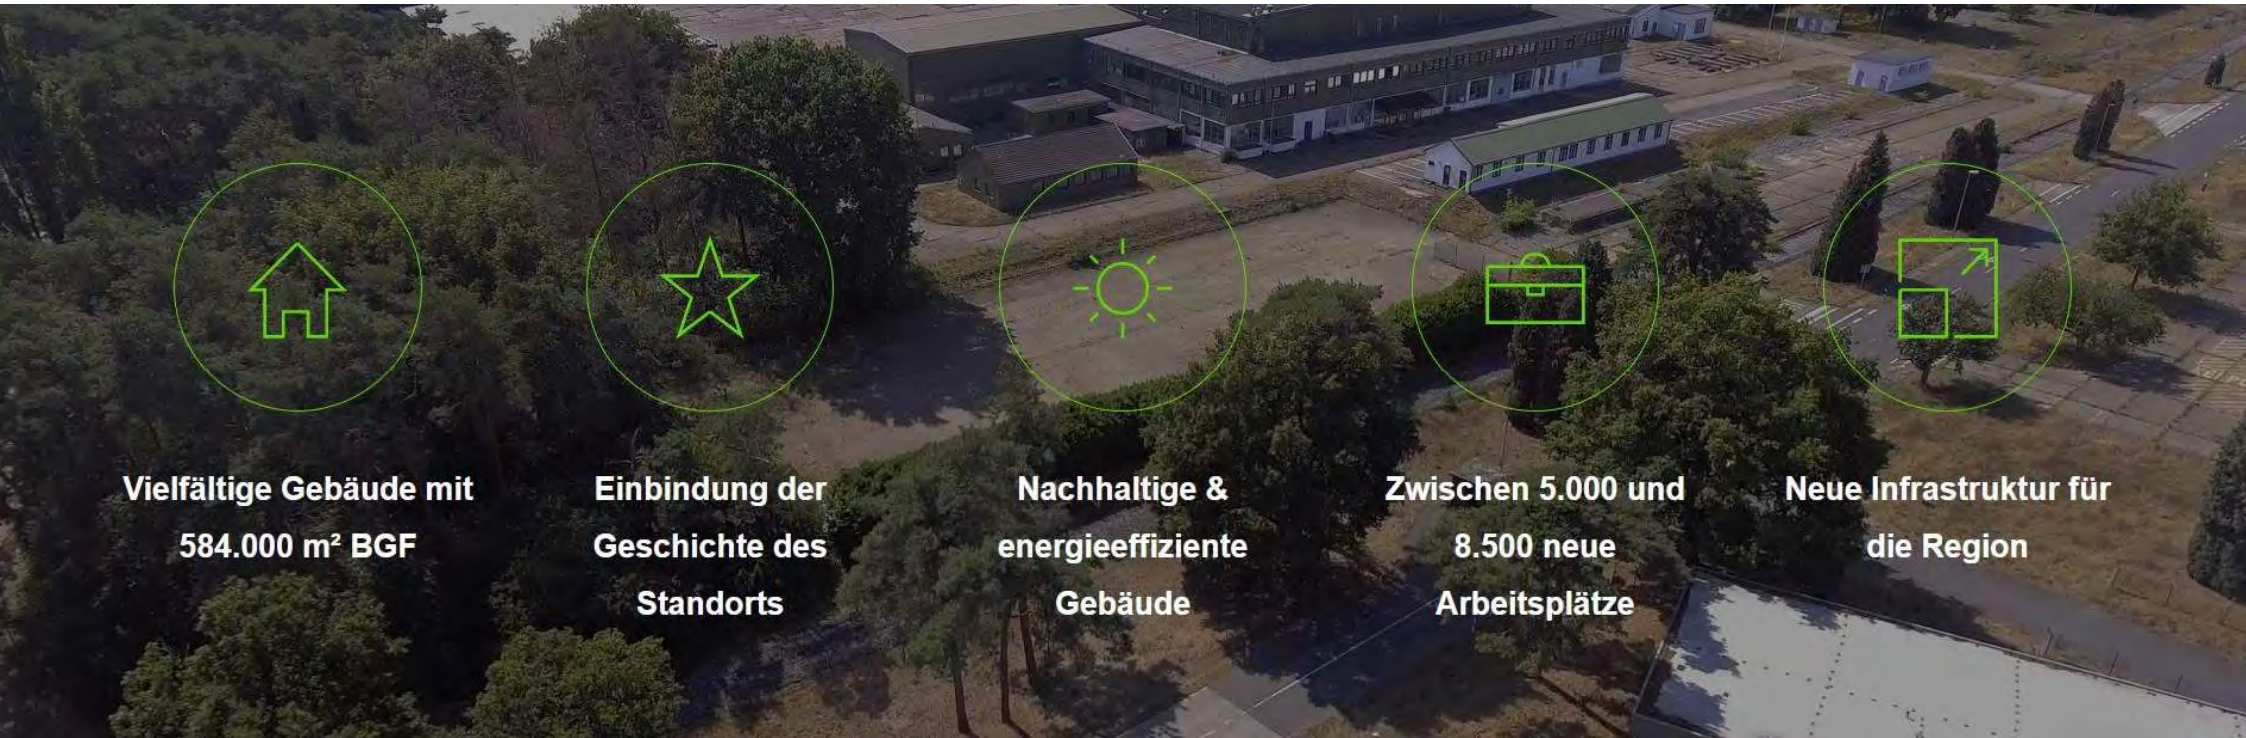 Vielfältige Gebäude mit
584.000 m² BGF
Einbindung der
Geschichte des
Standorts
Nachhaltige &
energieeffiziente
Gebäude
Zwischen 5.000 und
8.500 neue
Arbeitsplätze
Neue Infrastruktur für
die Region